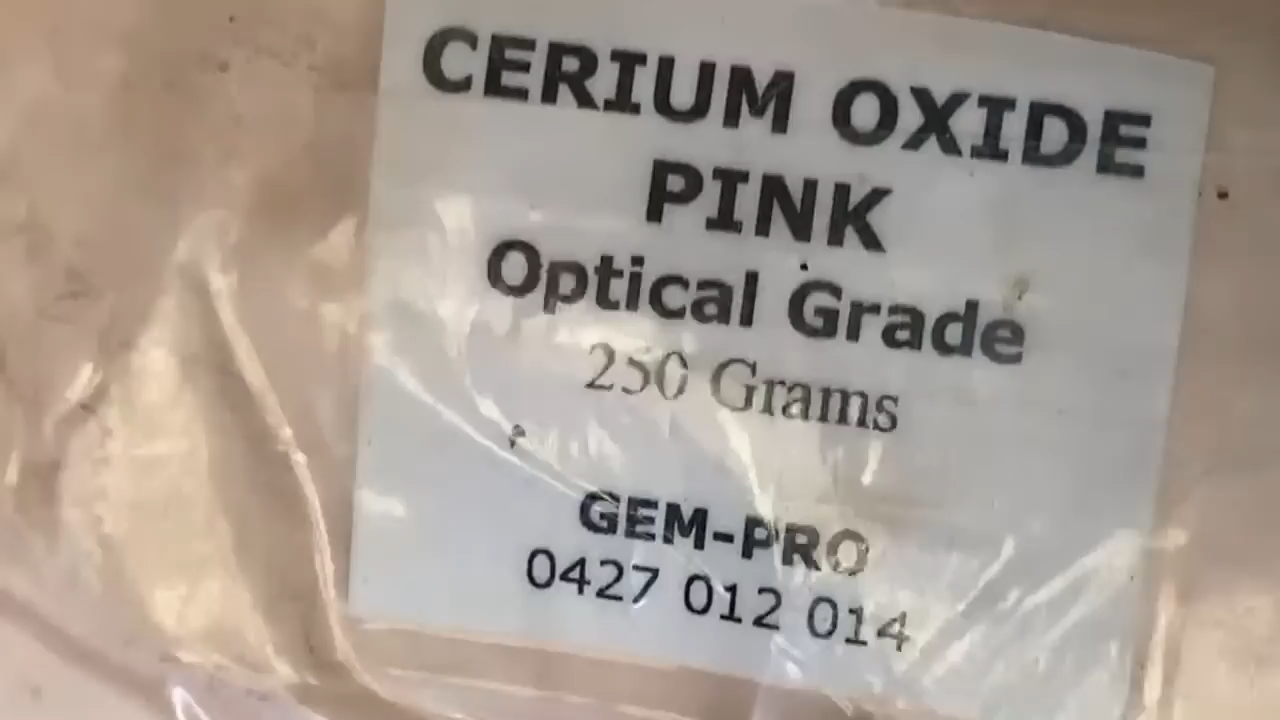 CERIUM OXIDE
PINK
Optical Grade
250 Grams
GEM-PRO
0427 012 014